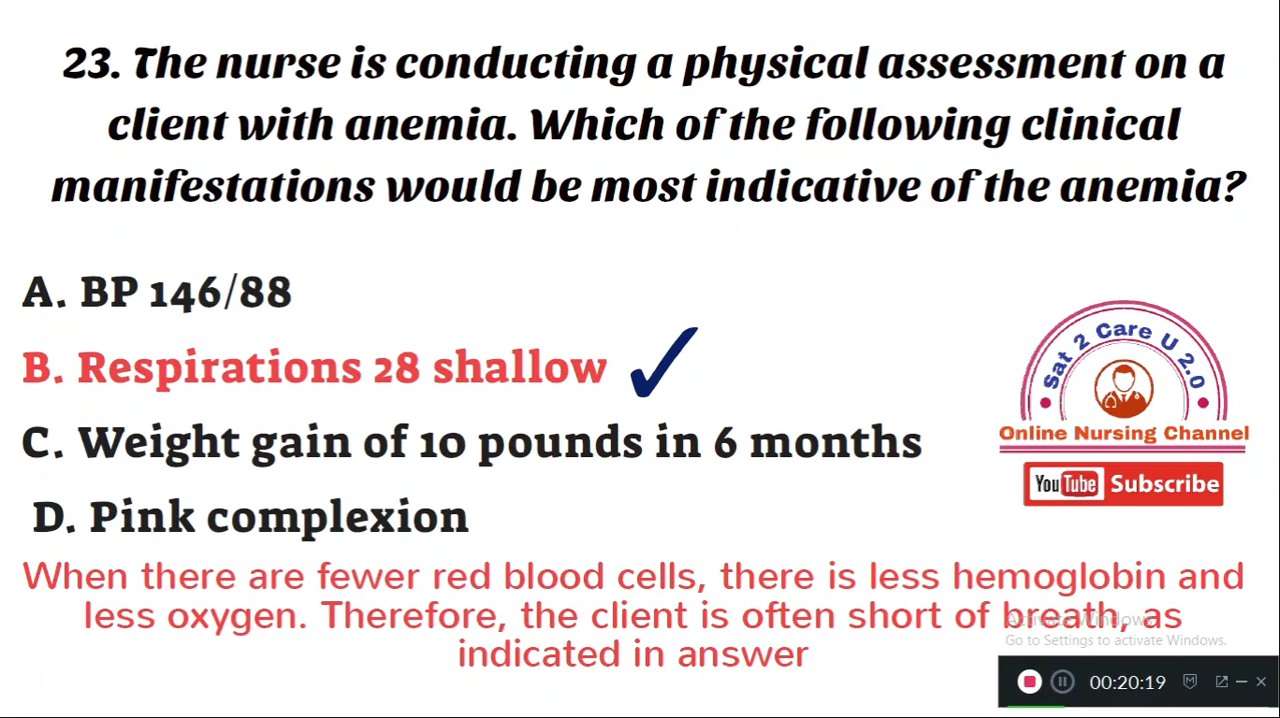 23. The nurse is conducting a physical assessment on a
client with anemia. Which of the following clinical
manifestations would be most indicative of the anemia?
A. BP 146/88
B. Respirations 28 shallow
C. Weight gain of 10 pounds in 6 months
D. Pink complexion
Sat 2 Care U 2.0
Online Nursing Channel
YouTube Subscribe
When there are fewer red blood cells, there is less hemoglobin and
less oxygen. Therefore, the client is often short of breath, as
indicated in answer
Activate Windows
Go to Settings to activate Windows.
00:20:19